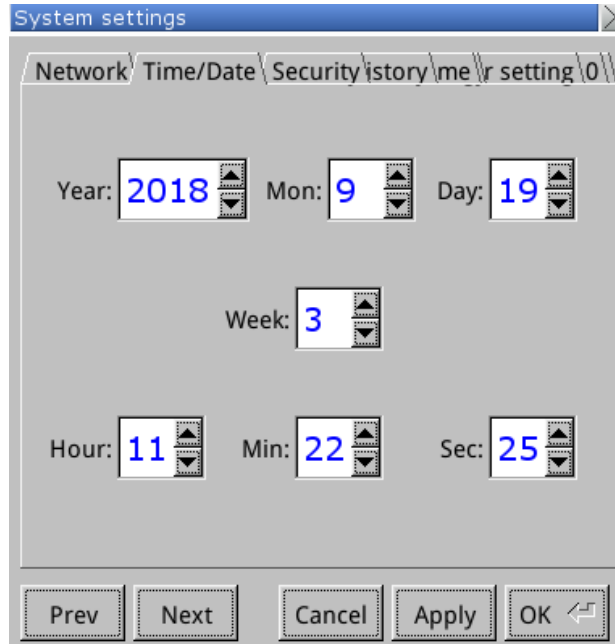 System settings
Network Time/Date Security istory me r setting 0
Year: 2018 Mon: 9 Day: 19
Week: 3
Hour: 11 Min: 22 Sec: 25
Prev Next Cancel Apply OK